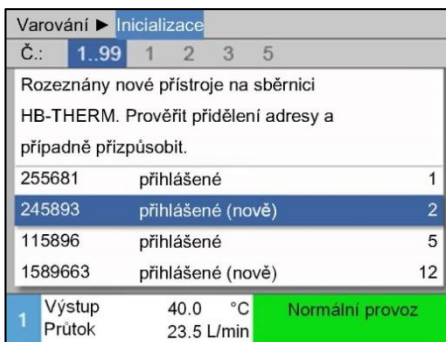 Varování ► Inicializace
Č.: 1..99 1 2 3 5
Rozeznány nové přístroje na sběrnici
HB-THERM. Prověřit přidělení adresy a
případně přizpůsobit.
255681 přihlášené 1
245893 přihlášené (nově) 2
115896 přihlášené 5
1589663 přihlášené (nově) 12
1 Výstup 40.0 °C Normální provoz
Průtok 23.5 L/min